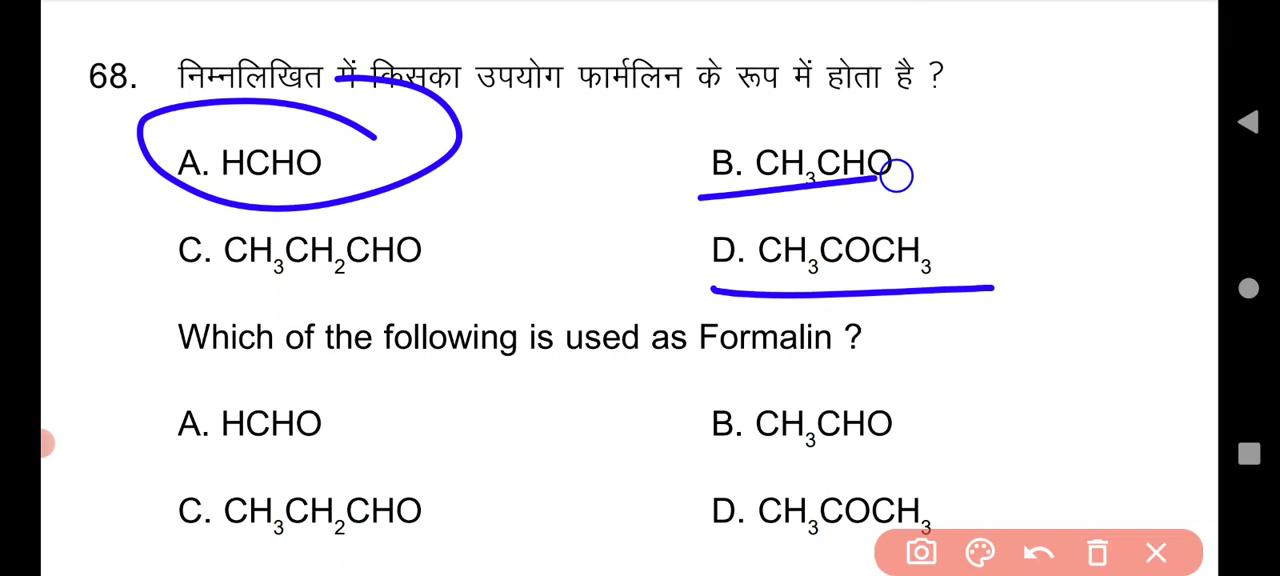 68. निम्नलिखित में किसका उपयोग फार्मलिन के रूप में होता है ?
A. HCHO B. CH₃CHO
C. CH₃CH₂CHO D. CH₃COCH₃
Which of the following is used as Formalin ?
A. HCHO B. CH₃CHO
C. CH₃CH₂CHO D. CH₃COCH₃